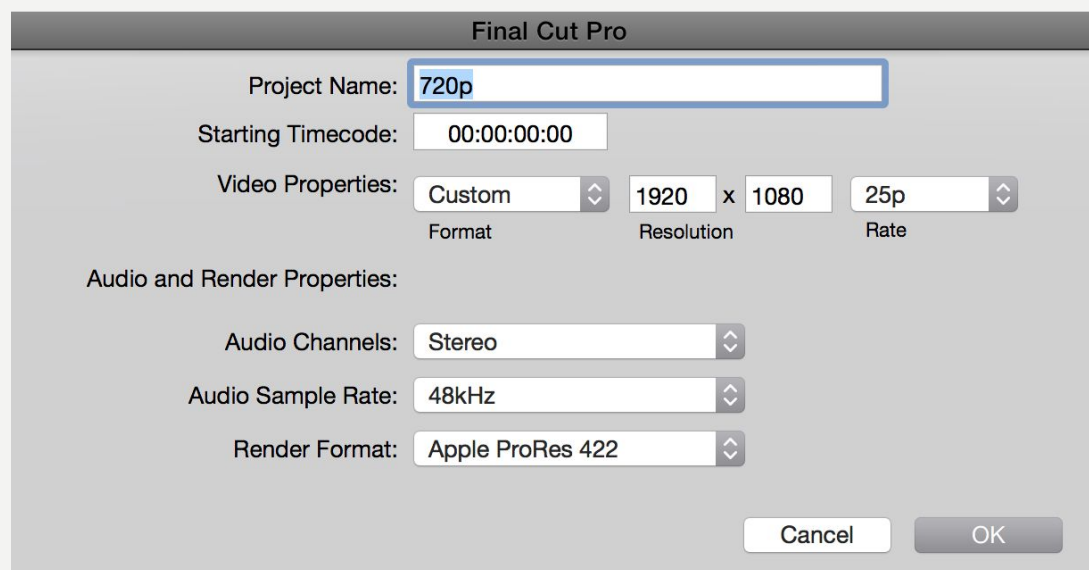 Final Cut Pro
Project Name: 720p
Starting Timecode: 00:00:00:00
Video Properties: Custom 1920 x 1080 25p
Format Resolution Rate
Audio and Render Properties:
Audio Channels: Stereo
Audio Sample Rate: 48kHz
Render Format: Apple ProRes 422
Cancel OK